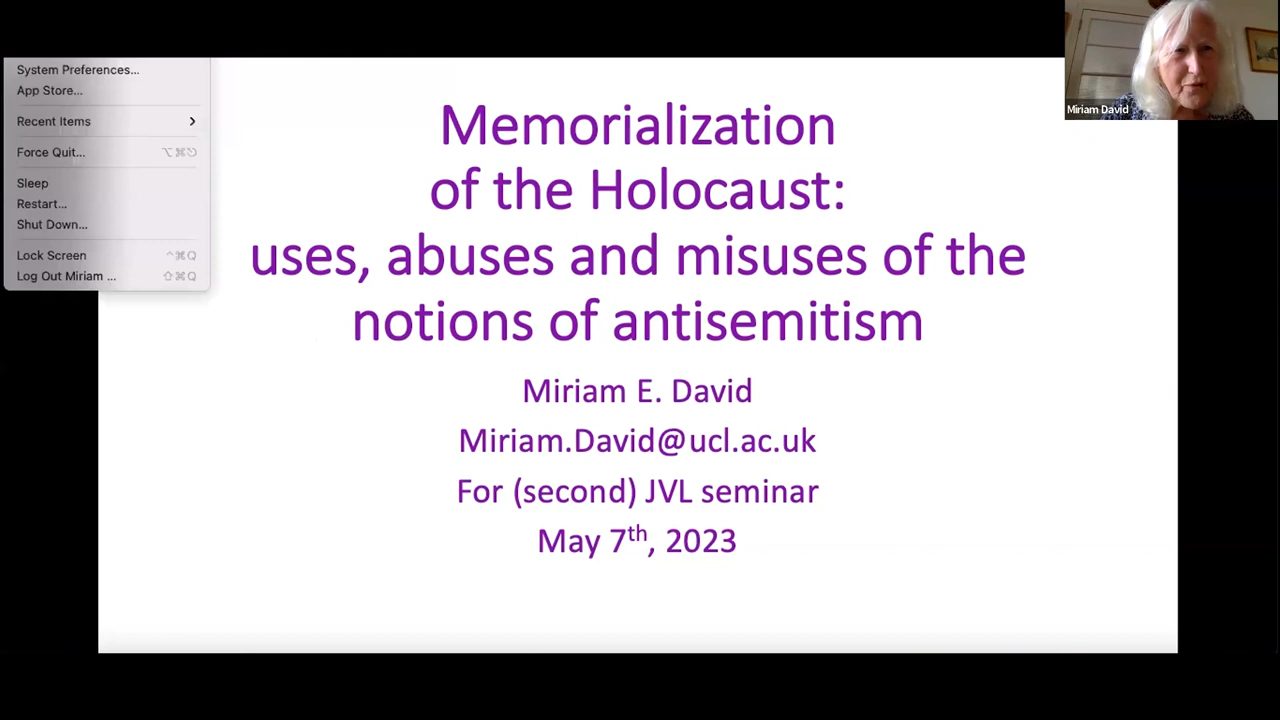 System Preferences...
App Store...
Recent Items >
Force Quit... ⌥⌘⎋
Sleep
Restart...
Shut Down...
Lock Screen ^⌘Q
Log Out Miriam ... ⇧⌘Q
Miriam David
Memorialization
of the Holocaust:
uses, abuses and misuses of the
notions of antisemitism
Miriam E. David
Miriam.David@ucl.ac.uk
For (second) JVL seminar
May 7th, 2023